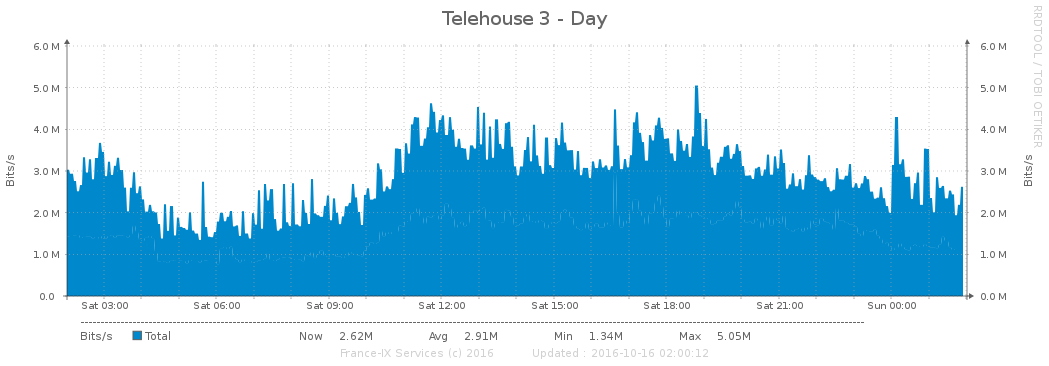 Telehouse 3 - Day
RRDTOOL / TOBI OETIKER
Bits/s
6.0 M
5.0 M
4.0 M
3.0 M
2.0 M
1.0 M
0.0
6.0 M
5.0 M
4.0 M
3.0 M
2.0 M
1.0 M
0.0 M
Bits/s
Sat 03:00 Sat 06:00 Sat 09:00 Sat 12:00 Sat 15:00 Sat 18:00 Sat 21:00 Sun 00:00
Bits/s Total Now 2.62M Avg 2.91M Min 1.34M Max 5.05M
France-IX Services (c) 2016 Updated : 2016-10-16 02:00:12